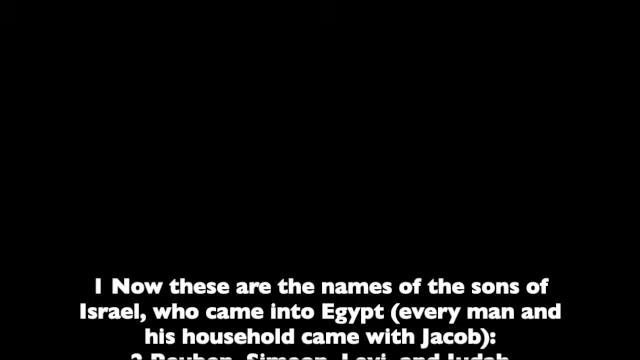 1 Now these are the names of the sons of
Israel, who came into Egypt (every man and
his household came with Jacob):
2 Reuben, Simeon, Levi, and Judah